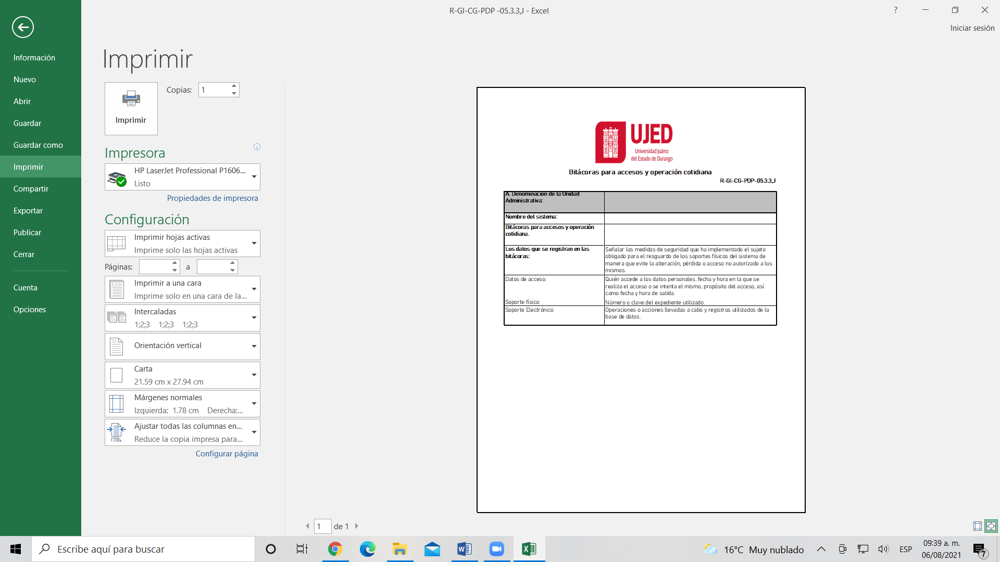 R-GI-CG-PDP -05.3.3,J - Excel
?
Iniciar sesión
Información
Nuevo
Abrir
Guardar
Guardar como
Imprimir
Compartir
Exportar
Publicar
Cerrar
Cuenta
Opciones
Imprimir
Imprimir
Copias: 1
Impresora
HP LaserJet Professional P1606...
Listo
Propiedades de impresora
Configuración
Imprimir hojas activas
Imprime solo las hojas activas
Páginas: a
Imprimir a una cara
Imprime solo en una cara de la...
Intercaladas
1;2;3 1;2;3 1;2;3
Orientación vertical
Carta
21.59 cm x 27.94 cm
Márgenes normales
Izquierda: 1.78 cm Derecha:...
Ajustar todas las columnas en...
Reduce la copia impresa para...
Configurar página
UJED
Universidad Juárez
del Estado de Durango
Bitácoras para accesos y operación cotidiana
R-GI-CG-PDP-05.3.3,J
A. Denominación de la Unidad
Administrativa:
Nombre del sistema:
Bitácoras para accesos y operación
cotidiana.
Los datos que se registran en las
bitácoras:
Señalar las medidas de seguridad que ha implementado el sujeto
obligado para el resguardo de los soportes físicos del sistema de
manera que evite la alteración, pérdida o acceso no autorizado a los
mismos.
Datos de acceso:
Quién accede a los datos personales, fecha y hora en la que se
realiza el acceso o se intenta el mismo, propósito del acceso, así
como fecha y hora de salida.
Soporte físico:
Número o clave del expediente utilizado.
Soporte Electrónico
Operaciones o acciones llevadas a cabo y registros utilizados de la
base de datos.
1 de 1
Escribe aquí para buscar
16°C Muy nublado
ESP
09:39 a. m.
06/08/2021
7